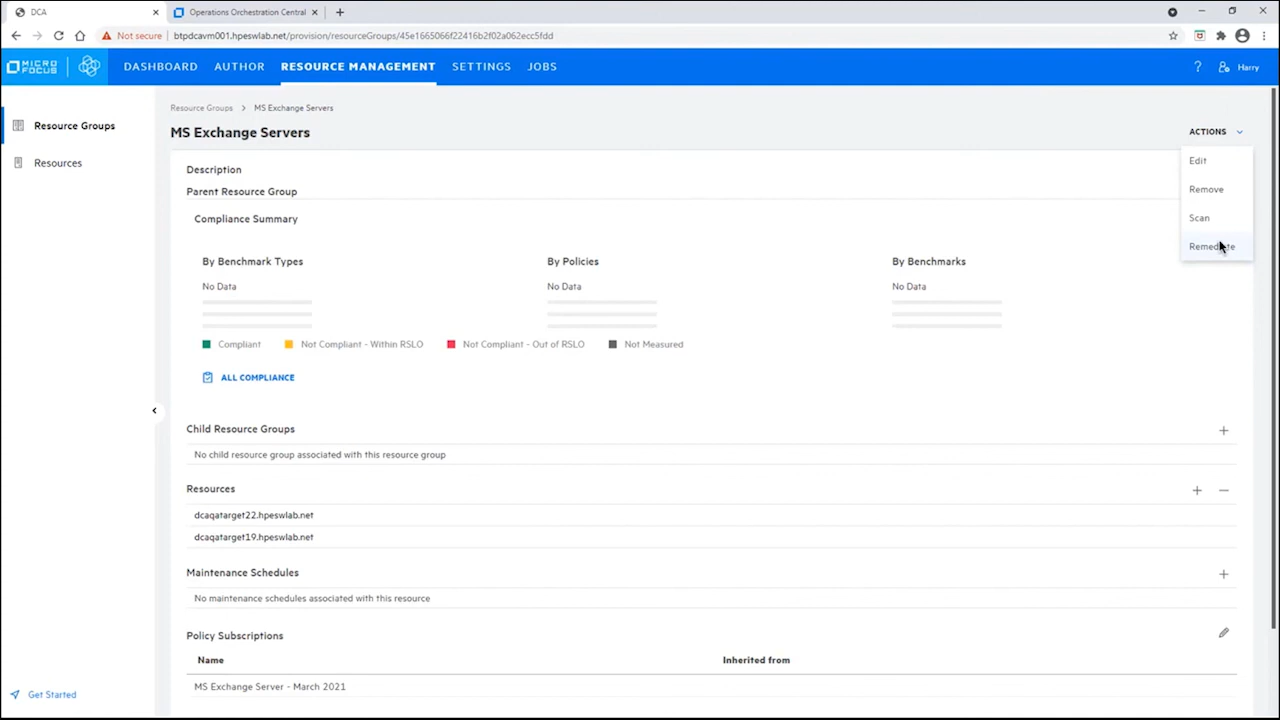 DCA
Operations Orchestration Central
Not secure
btpdcavm001.hpeswlab.net/provision/resourceGroups/45e1665066f22416b2f02a062ecc5fdd
MICRO FOCUS
DASHBOARD
AUTHOR
RESOURCE MANAGEMENT
SETTINGS
JOBS
?
Harry
Resource Groups
Resources
Resource Groups > MS Exchange Servers
MS Exchange Servers
ACTIONS
Edit
Remove
Scan
Remediate
Description
Parent Resource Group
Compliance Summary
By Benchmark Types
By Policies
By Benchmarks
No Data
No Data
No Data
Compliant
Not Compliant - Within RSLO
Not Compliant - Out of RSLO
Not Measured
ALL COMPLIANCE
Child Resource Groups
No child resource group associated with this resource group
Resources
dcaqatarget22.hpeswlab.net
dcaqatarget19.hpeswlab.net
Maintenance Schedules
No maintenance schedules associated with this resource
Policy Subscriptions
Name
Inherited from
MS Exchange Server - March 2021
Get Started